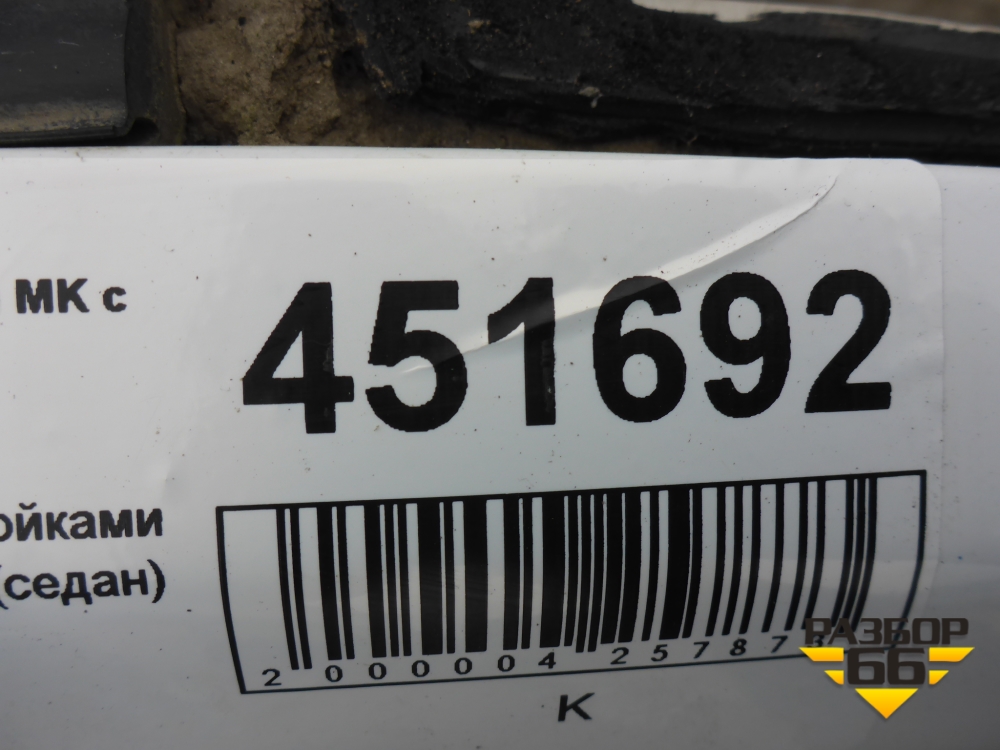 МК с
451692
ойками
(седан)
2 000004 25787
К
РАЗБОР
66